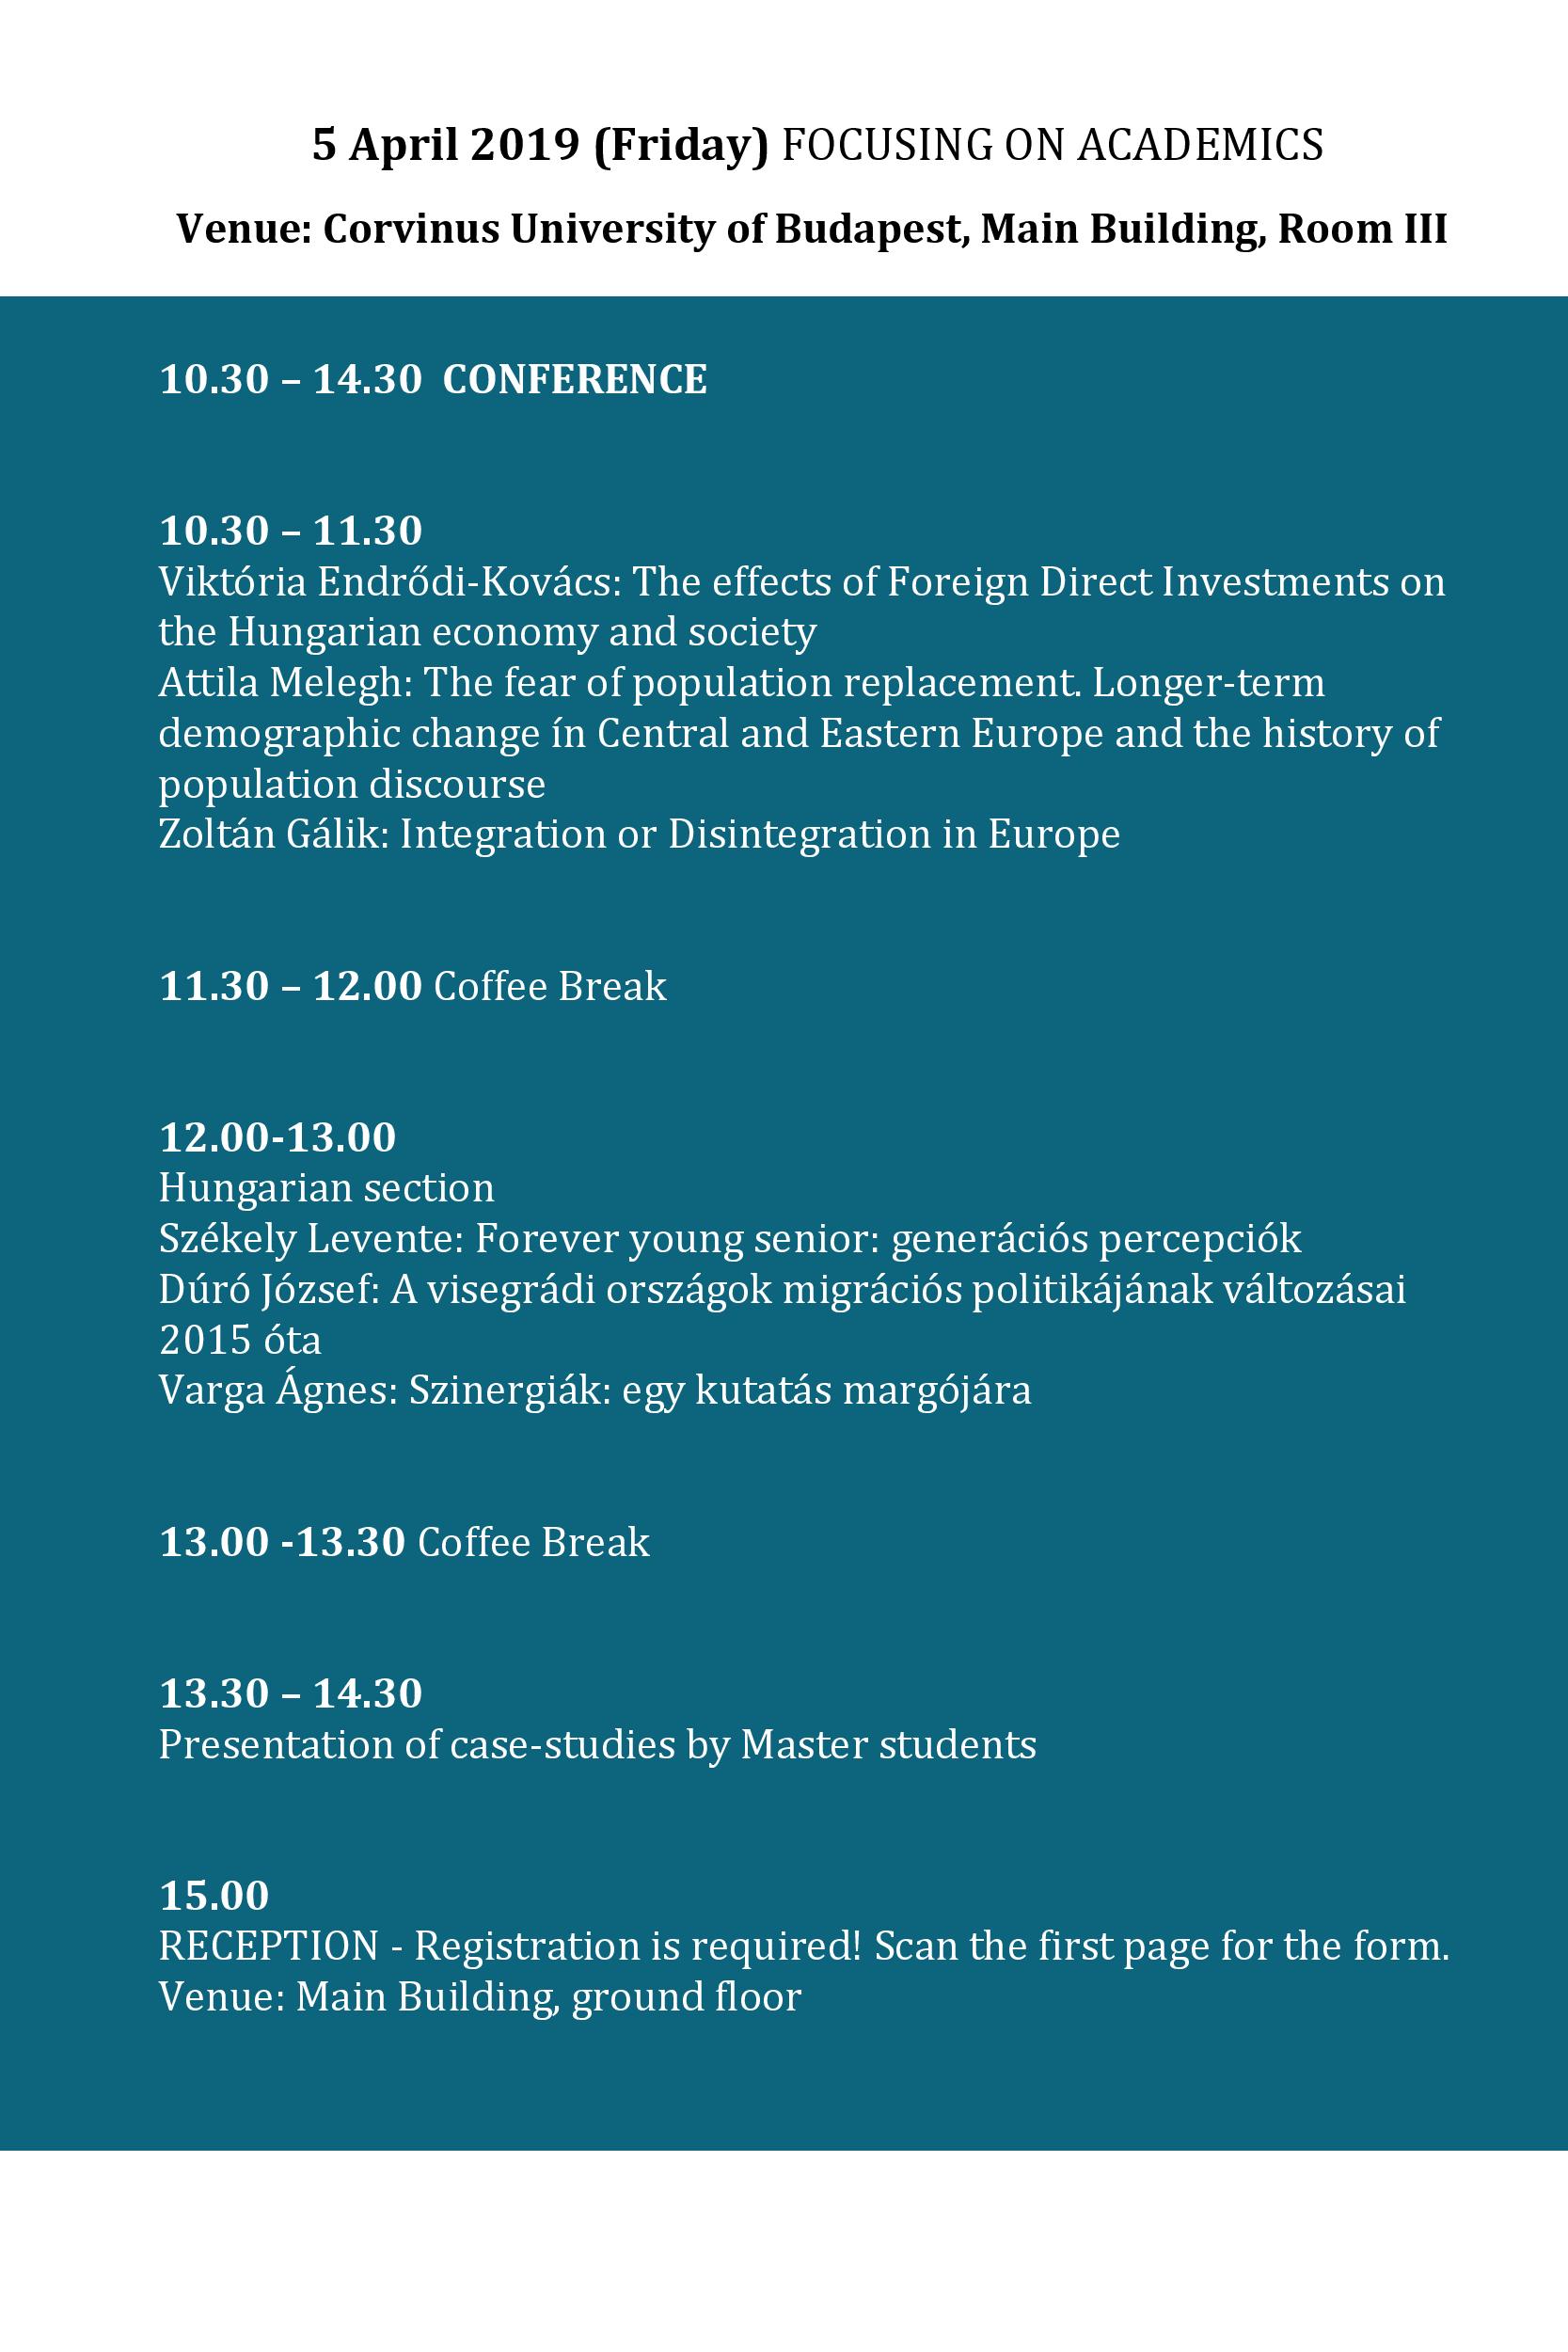 5 April 2019 (Friday) FOCUSING ON ACADEMICS
Venue: Corvinus University of Budapest, Main Building, Room III
10.30 – 14.30  CONFERENCE
10.30 – 11.30
Viktória Endrődi-Kovács: The effects of Foreign Direct Investments on
the Hungarian economy and society
Attila Melegh: The fear of population replacement. Longer-term
demographic change ín Central and Eastern Europe and the history of
population discourse
Zoltán Gálik: Integration or Disintegration in Europe
11.30 – 12.00 Coffee Break
12.00-13.00
Hungarian section
Székely Levente: Forever young senior: generációs percepciók
Dúró József: A visegrádi országok migrációs politikájának változásai
2015 óta
Varga Ágnes: Szinergiák: egy kutatás margójára
13.00 -13.30 Coffee Break
13.30 – 14.30
Presentation of case-studies by Master students
15.00
RECEPTION - Registration is required! Scan the first page for the form.
Venue: Main Building, ground floor